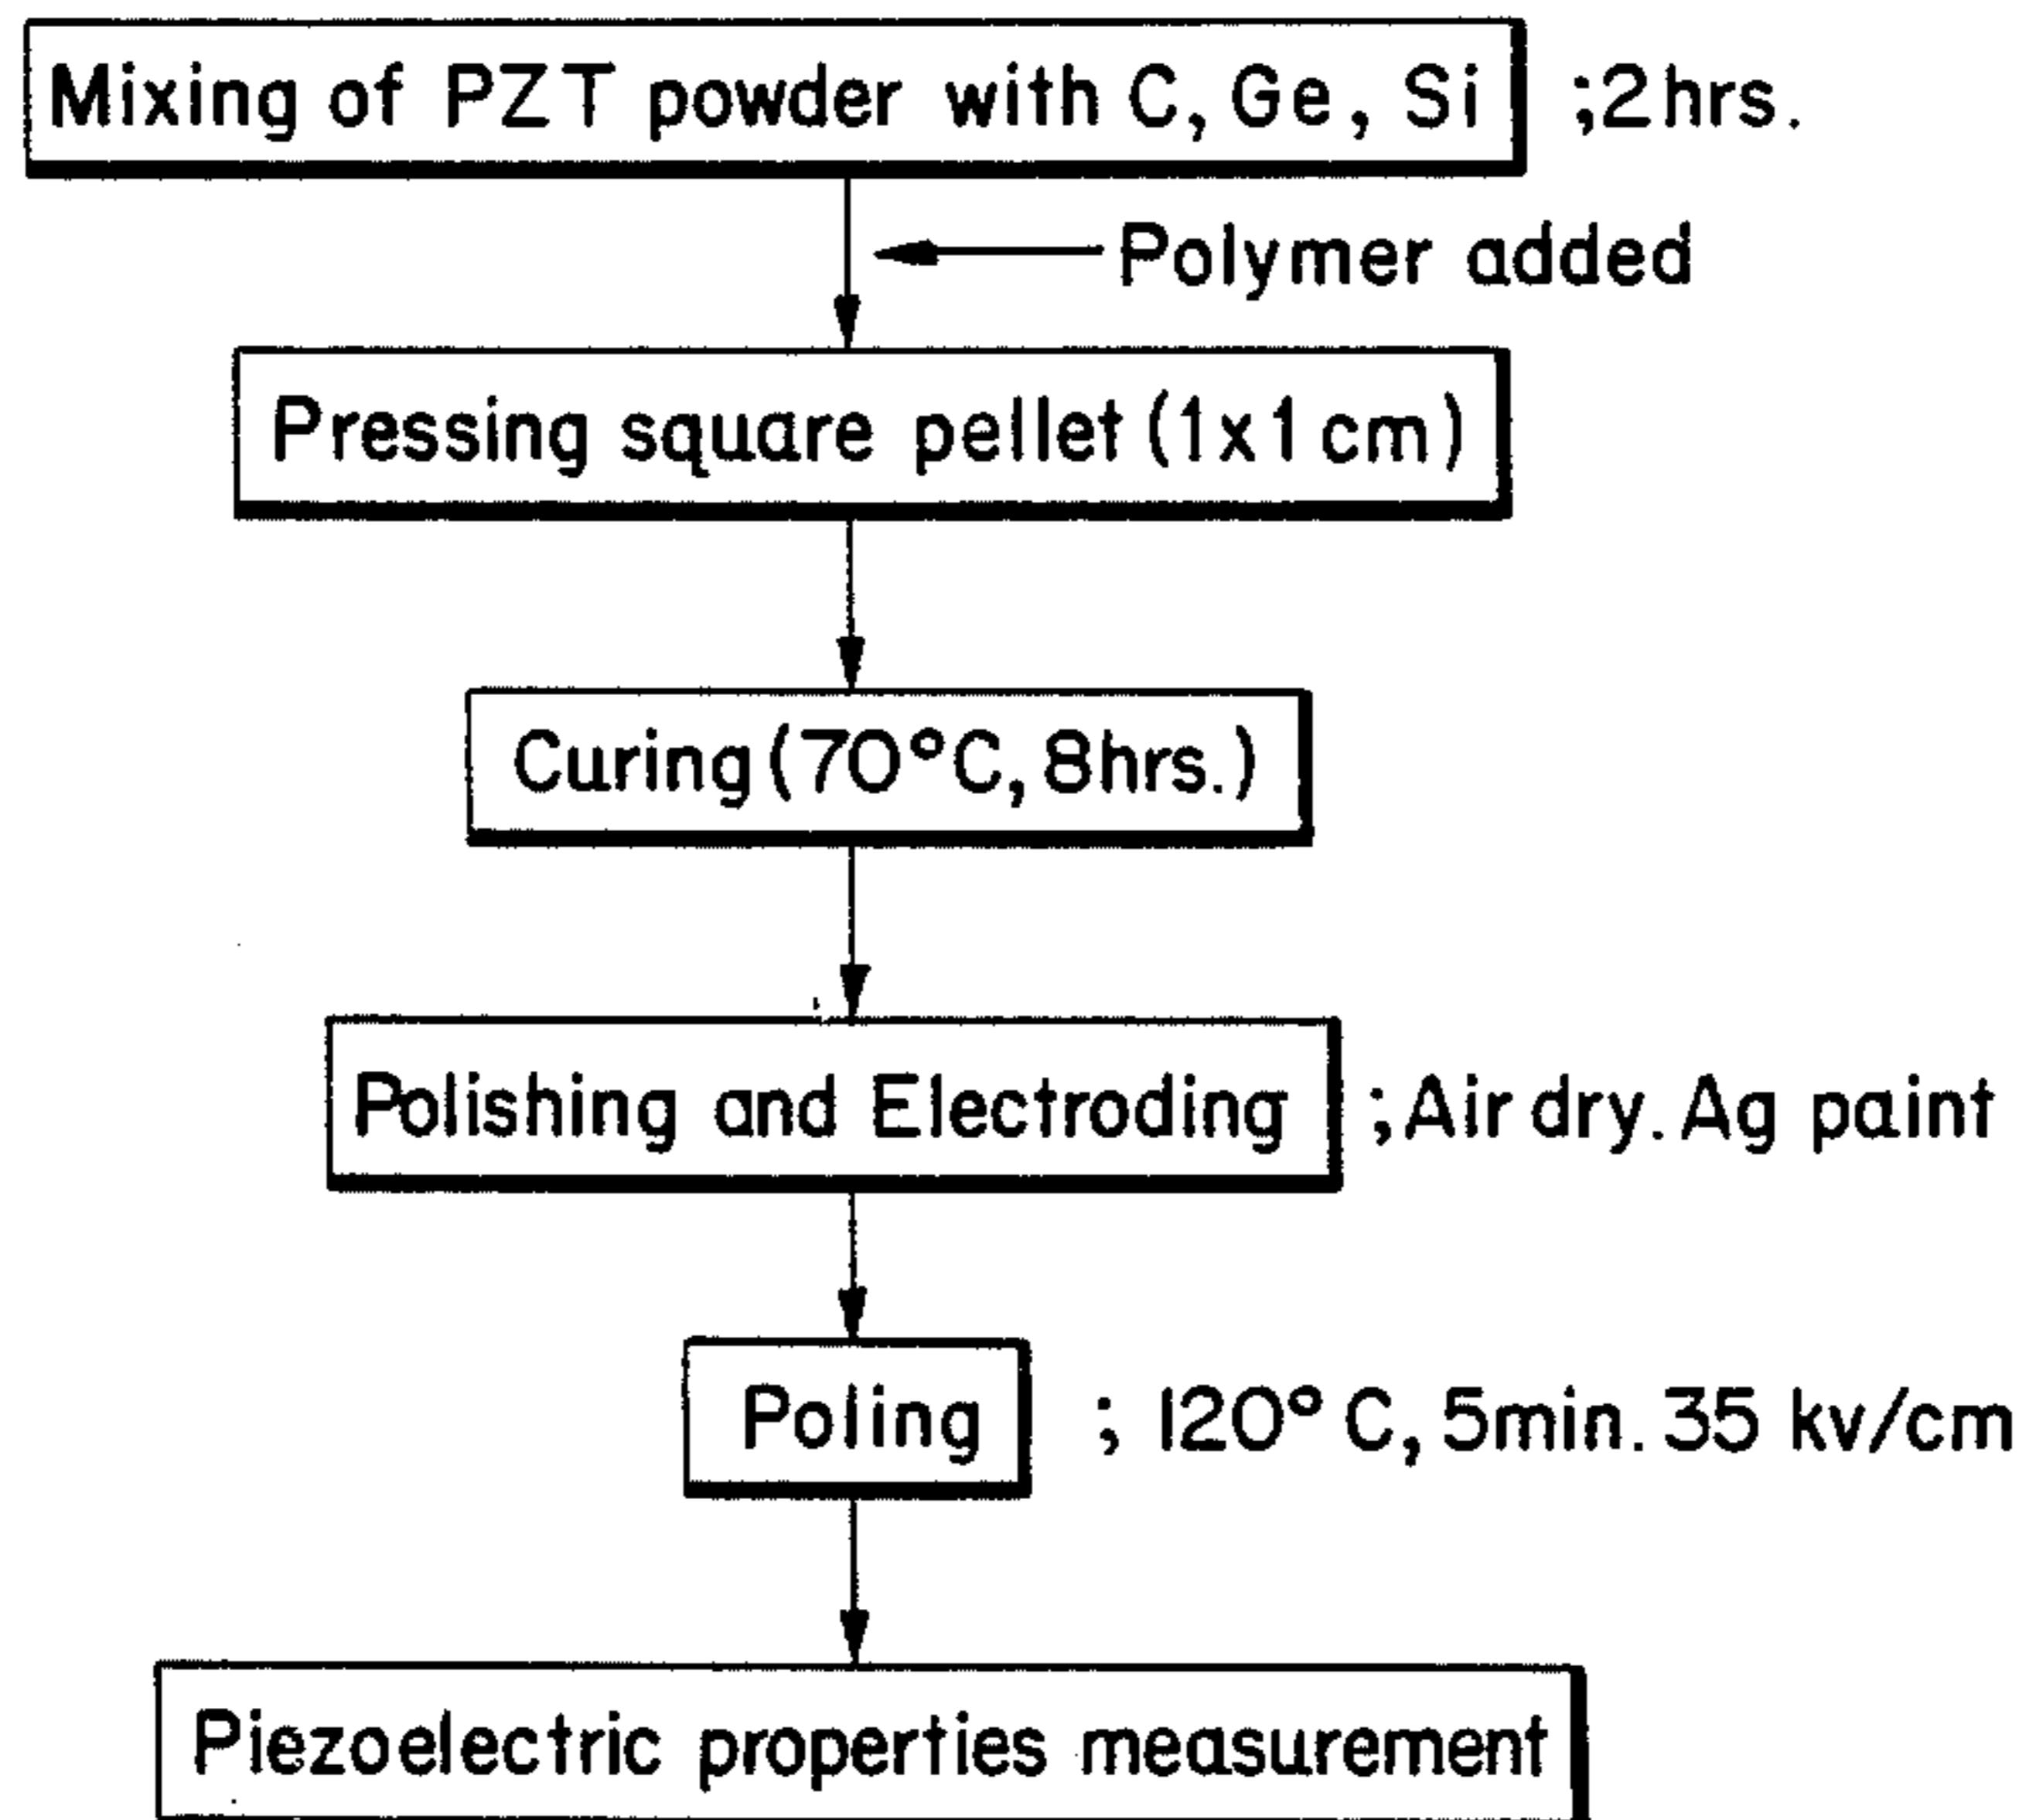 Mixing of PZT powder with C, Ge, Si ;2hrs.
Polymer added
Pressing square pellet (1x1 cm)
Curing (70°C, 8hrs.)
Polishing and Electroding ;Air dry. Ag paint
Poling ; 120° C, 5min. 35 kv/cm
Piezoelectric properties measurement